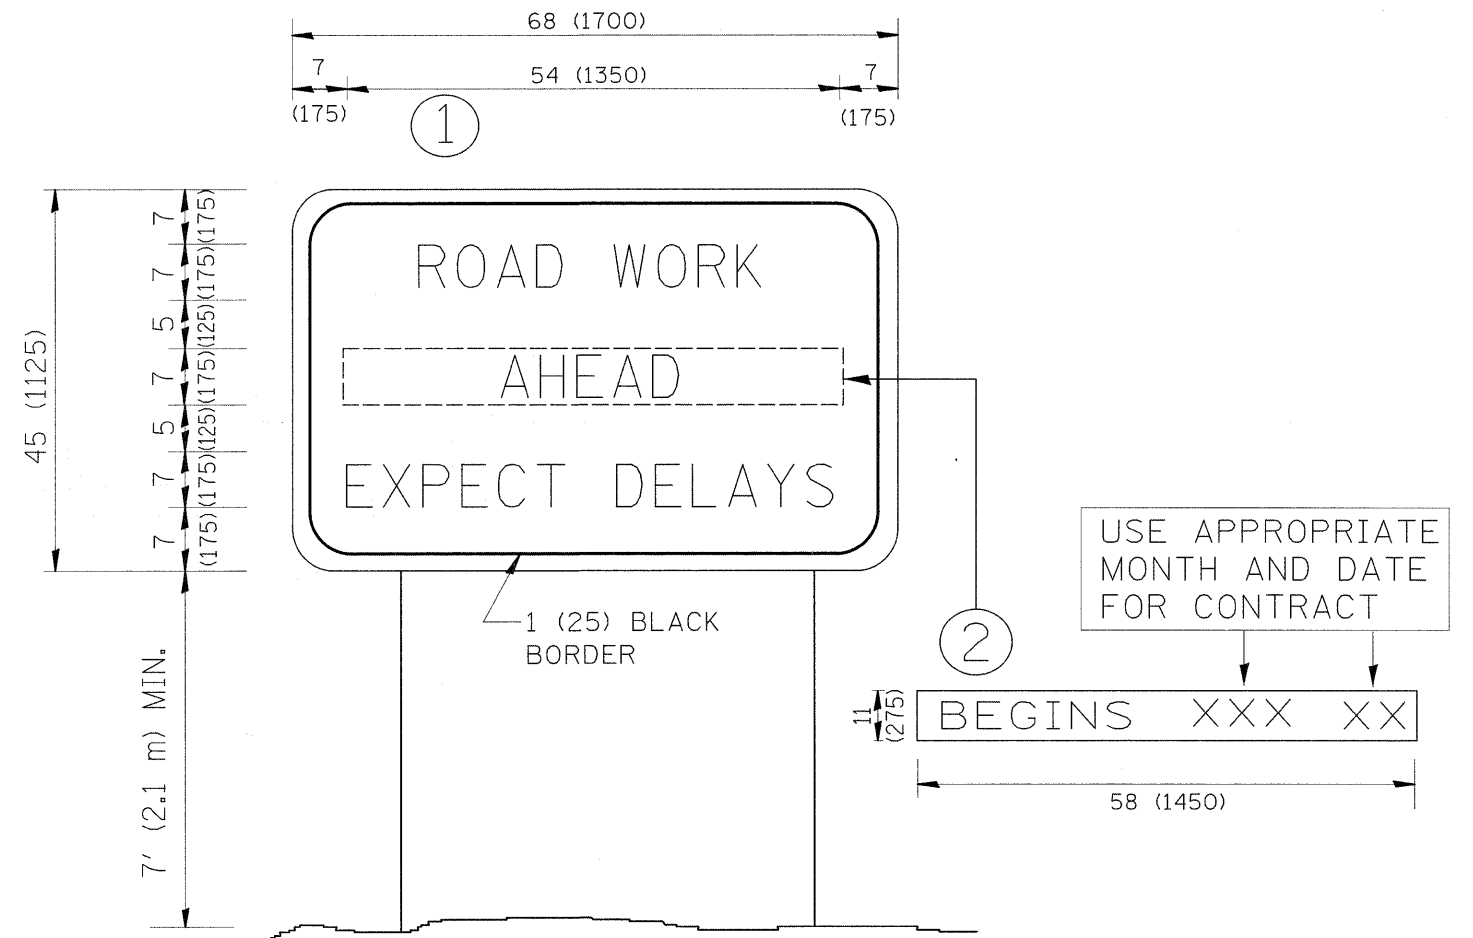 68 (1700)
7
54 (1350)
7
(175)
(175)
1
45 (1125)
7
(175)
7
(175)
5
(125)
7
(175)
5
(125)
7
(175)
7
(175)
ROAD WORK
AHEAD
EXPECT DELAYS
1 (25) BLACK
BORDER
7' (2.1 m) MIN.
2
USE APPROPRIATE
MONTH AND DATE
FOR CONTRACT
11
(275)
BEGINS XXX XX
58 (1450)